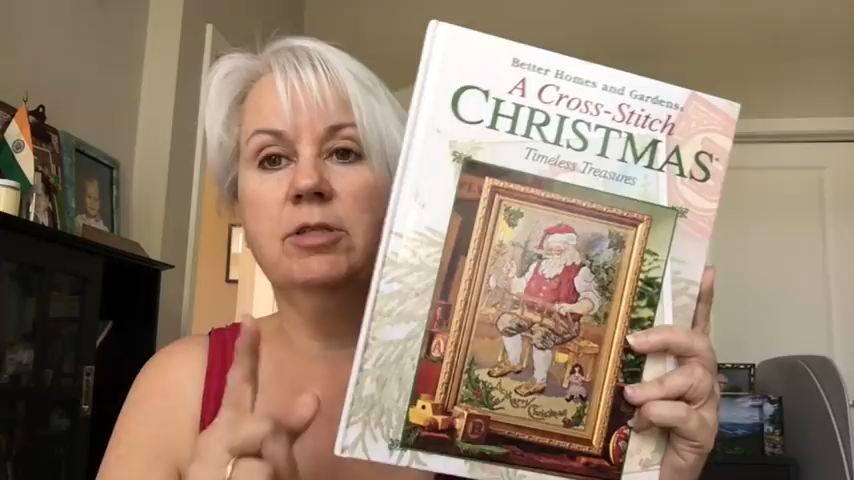 Better Homes and Gardens®
A Cross-Stitch
CHRISTMAS®
Timeless Treasures
Merry Christmas